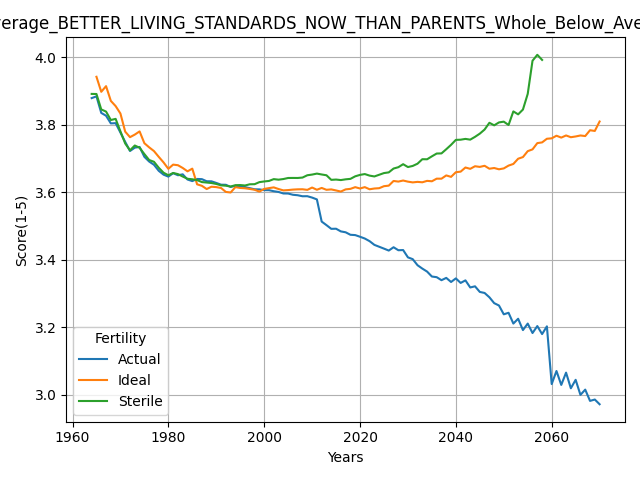 verage_BETTER_LIVING_STANDARDS_NOW_THAN_PARENTS_Whole_Below_Ave
4.0
3.8
3.6
3.4
3.2
3.0
Score(1-5)
Fertility
Actual
Ideal
Sterile
1960
1980
2000
2020
2040
2060
Years